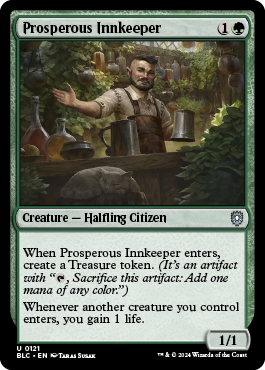 Prosperous Innkeeper 1
Creature — Halfling Citizen
When Prosperous Innkeeper enters,
create a Treasure token. (It's an artifact
with “, Sacrifice this artifact: Add one
mana of any color.”)
Whenever another creature you control
enters, you gain 1 life.
1/1
U 0121
BLC • EN Taras Susak
™ & © 2024 Wizards of the Coast